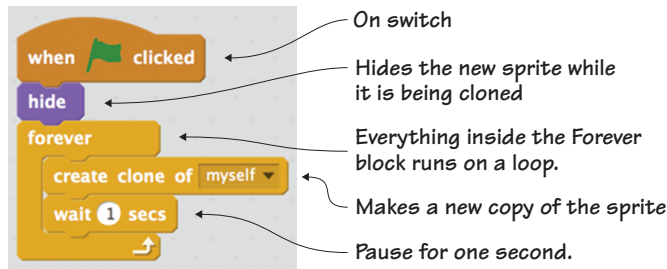 On switch
when clicked
Hides the new sprite while
it is being cloned
hide
Everything inside the Forever
block runs on a loop.
forever
create clone of myself
Makes a new copy of the sprite
wait 1 secs
Pause for one second.